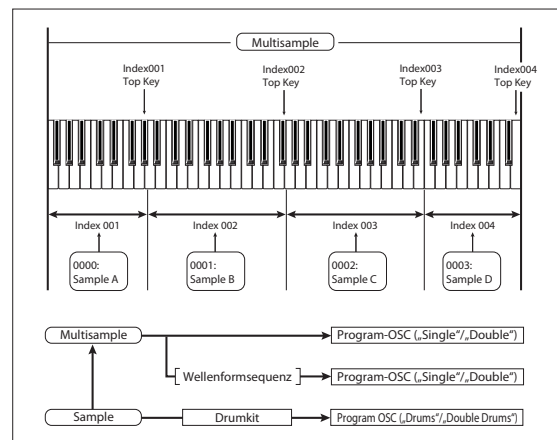 Multisample
Index001
Top Key
Index002
Top Key
Index003
Top Key
Index004
Top Key
Index 001
Index 002
Index 003
Index 004
0000:
Sample A
0001:
Sample B
0002:
Sample C
0003:
Sample D
Multisample
Program-OSC („Single“/„Double“)
Wellenformsequenz
Program-OSC („Single“/„Double“)
Sample
Drumkit
Program OSC („Drums“/„Double Drums“)